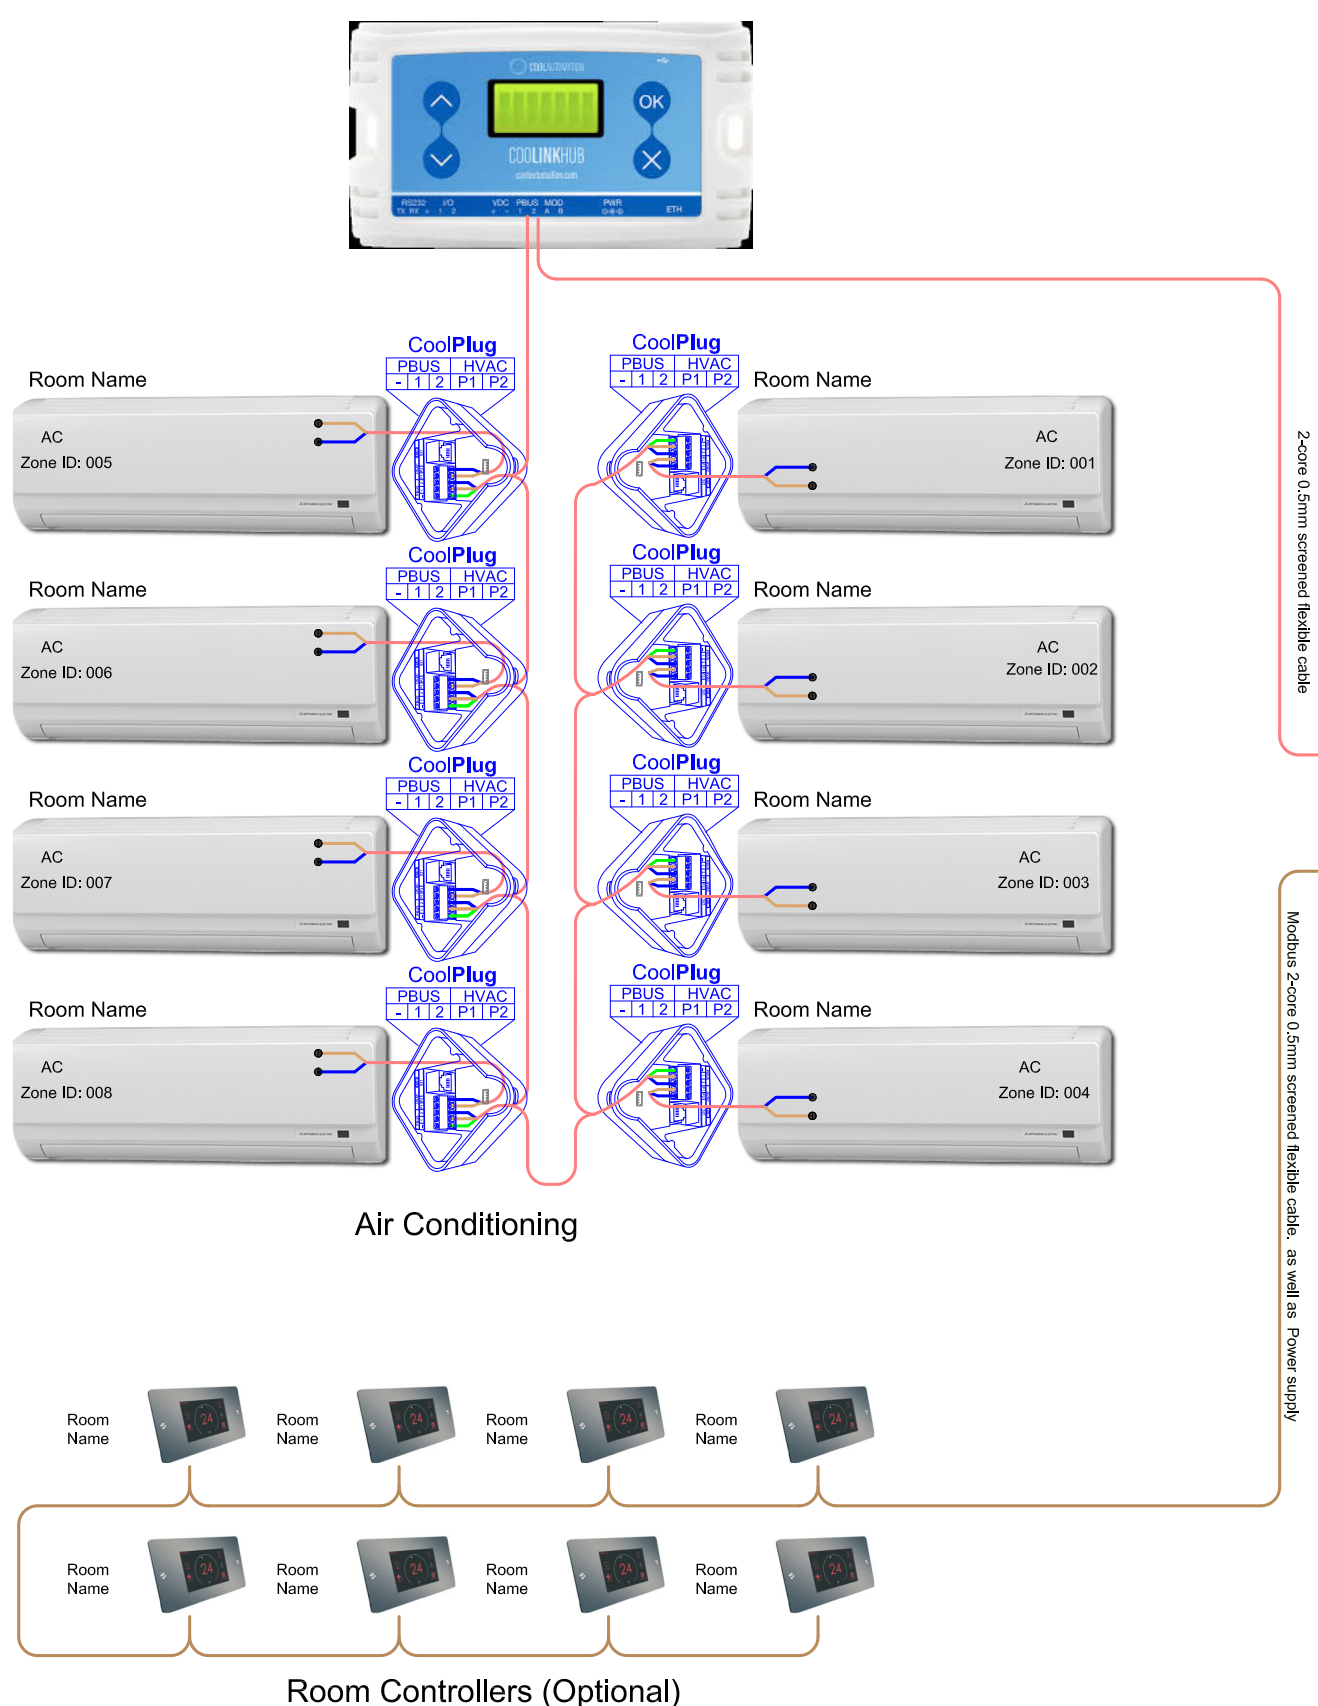 COOLAUTOMATION
OK
COOLINKHUB
coolautomation.com
RS232 I/O VDC PBUS MOD PWR
TX RX + 1 2 + - 1 2 A B ETH
CoolPlug
PBUS HVAC
- 1 2 P1 P2
CoolPlug
PBUS HVAC
- 1 2 P1 P2
Room Name
AC
Zone ID: 005
Room Name
AC
Zone ID: 001
CoolPlug
PBUS HVAC
- 1 2 P1 P2
CoolPlug
PBUS HVAC
- 1 2 P1 P2
Room Name
AC
Zone ID: 006
Room Name
AC
Zone ID: 002
CoolPlug
PBUS HVAC
- 1 2 P1 P2
CoolPlug
PBUS HVAC
- 1 2 P1 P2
Room Name
AC
Zone ID: 007
Room Name
AC
Zone ID: 003
CoolPlug
PBUS HVAC
- 1 2 P1 P2
CoolPlug
PBUS HVAC
- 1 2 P1 P2
Room Name
AC
Zone ID: 008
Room Name
AC
Zone ID: 004
2-core 0.5mm screened flexible cable
Modbus 2-core 0.5mm screened flexible cable. as well as Power supply
Air Conditioning
Room
Name
24
Room
Name
24
Room
Name
24
Room
Name
24
Room
Name
24
Room
Name
24
Room
Name
24
Room
Name
24
Room Controllers (Optional)